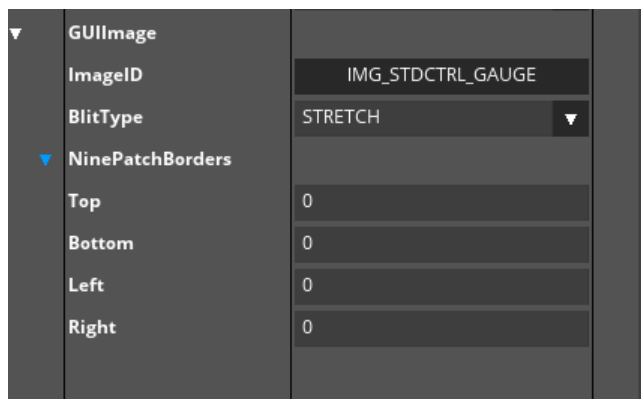 GUIImage
ImageID IMG_STDCTRL_GAUGE
BlitType STRETCH
NinePatchBorders
Top 0
Bottom 0
Left 0
Right 0